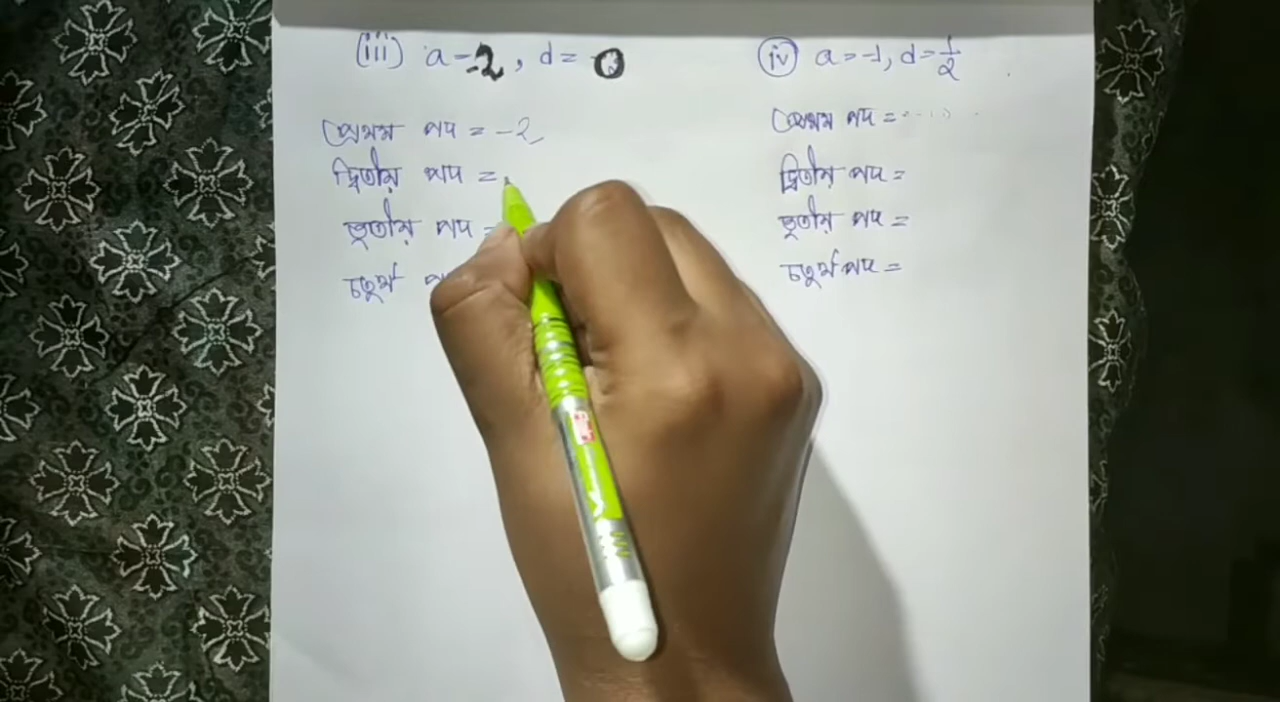 (iii) a = -2, d = 0
প্রথম পদ = -2
দ্বিতীয় পদ =
তৃতীয় পদ =
চতুর্থ
(iv) a = -1, d = 1/2
প্রথম পদ =
দ্বিতীয় পদ =
তৃতীয় পদ =
চতুর্থ পদ =